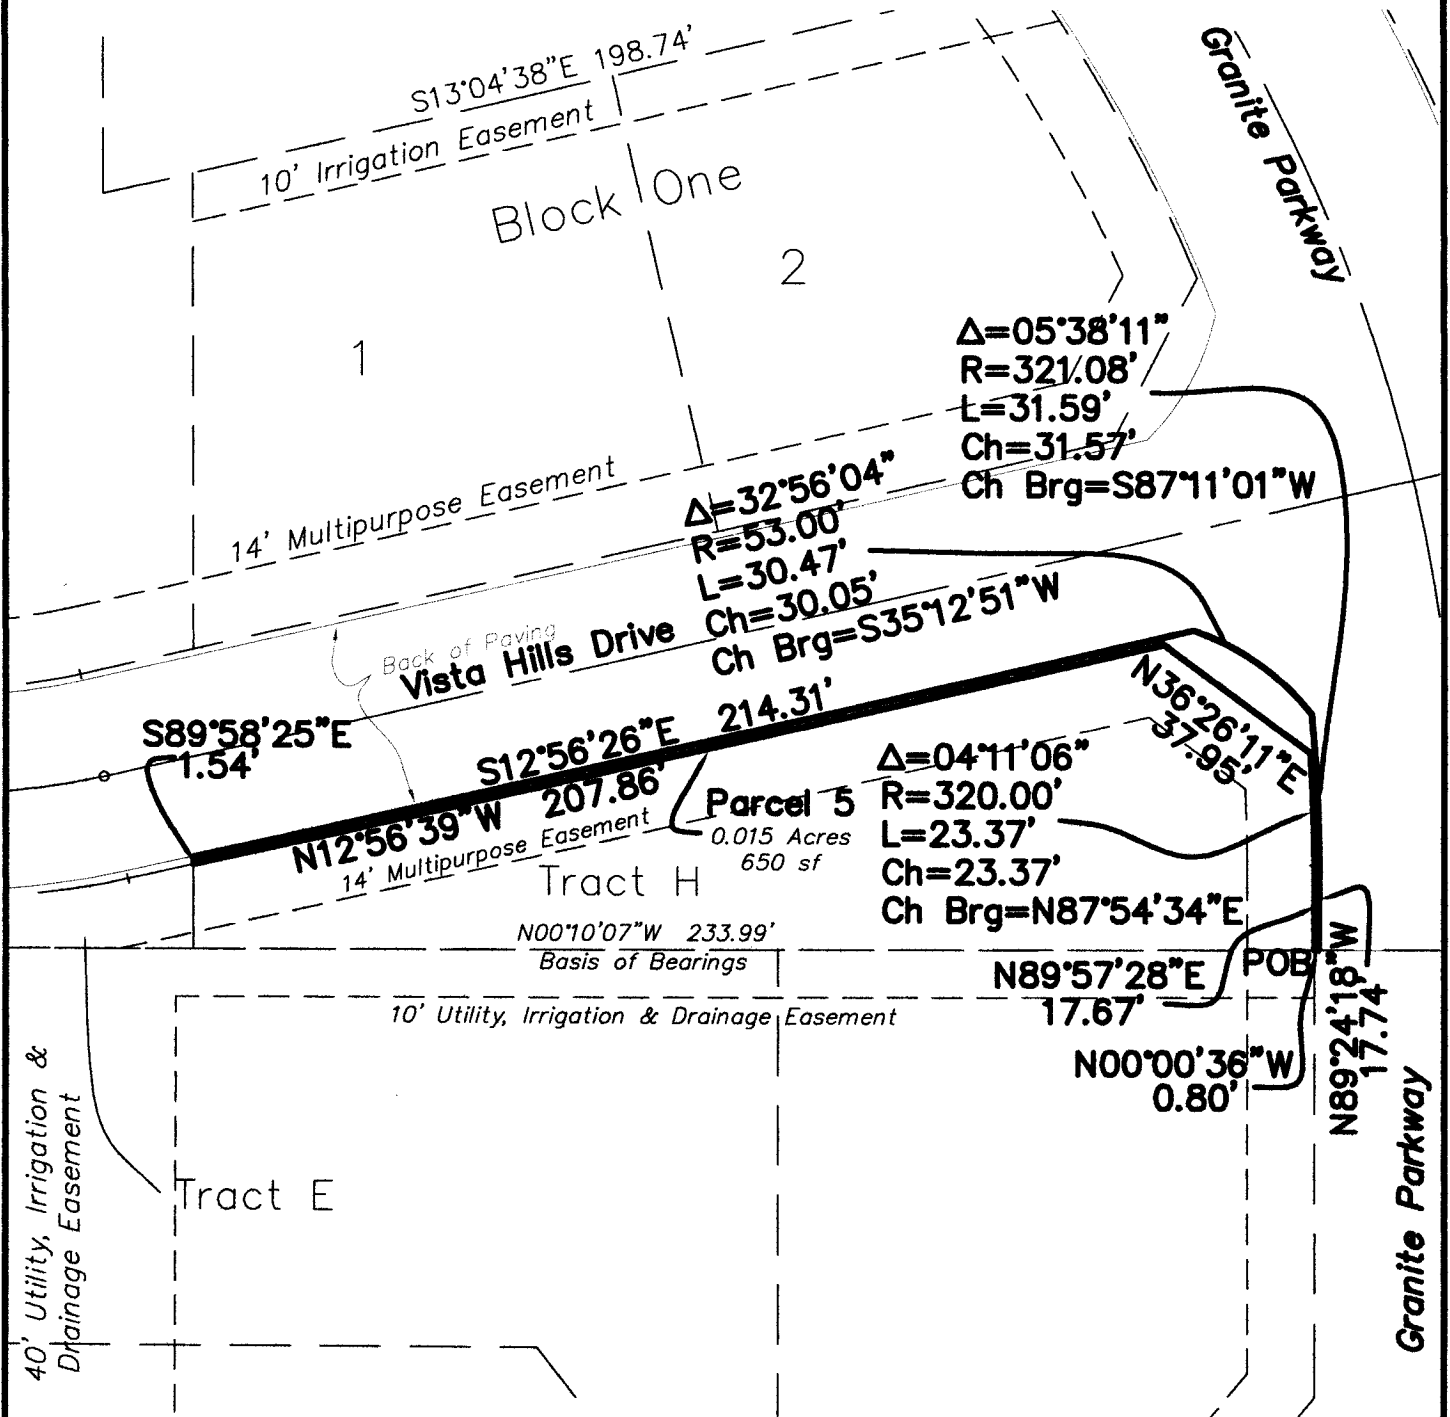 S13°04'38"E 198.74'
10' Irrigation Easement
Granite Parkway
Block One
1
2
Δ=05°38'11"
R=321.08'
L=31.59'
Ch=31.57'
Ch Brg=S87°11'01"W
14' Multipurpose Easement
Δ=32°56'04"
R=53.00'
L=30.47'
Ch=30.05'
Ch Brg=S35°12'51"W
Back of Paving
Vista Hills Drive
S89°58'25"E
1.54'
S12°56'26"E 214.31'
N12°56'39"W 207.86'
14' Multipurpose Easement
N36°26'11"E
37.95'
Parcel 5
0.015 Acres
650 sf
Δ=04°11'06"
R=320.00'
L=23.37'
Ch=23.37'
Ch Brg=N87°54'34"E
Tract H
N00°10'07"W 233.99'
Basis of Bearings
POB
N89°57'28"E
17.67'
N89°24'18"W
17.74'
10' Utility, Irrigation & Drainage Easement
N00°00'36"W
0.80'
40' Utility, Irrigation &
Drainage Easement
Tract E
Granite Parkway